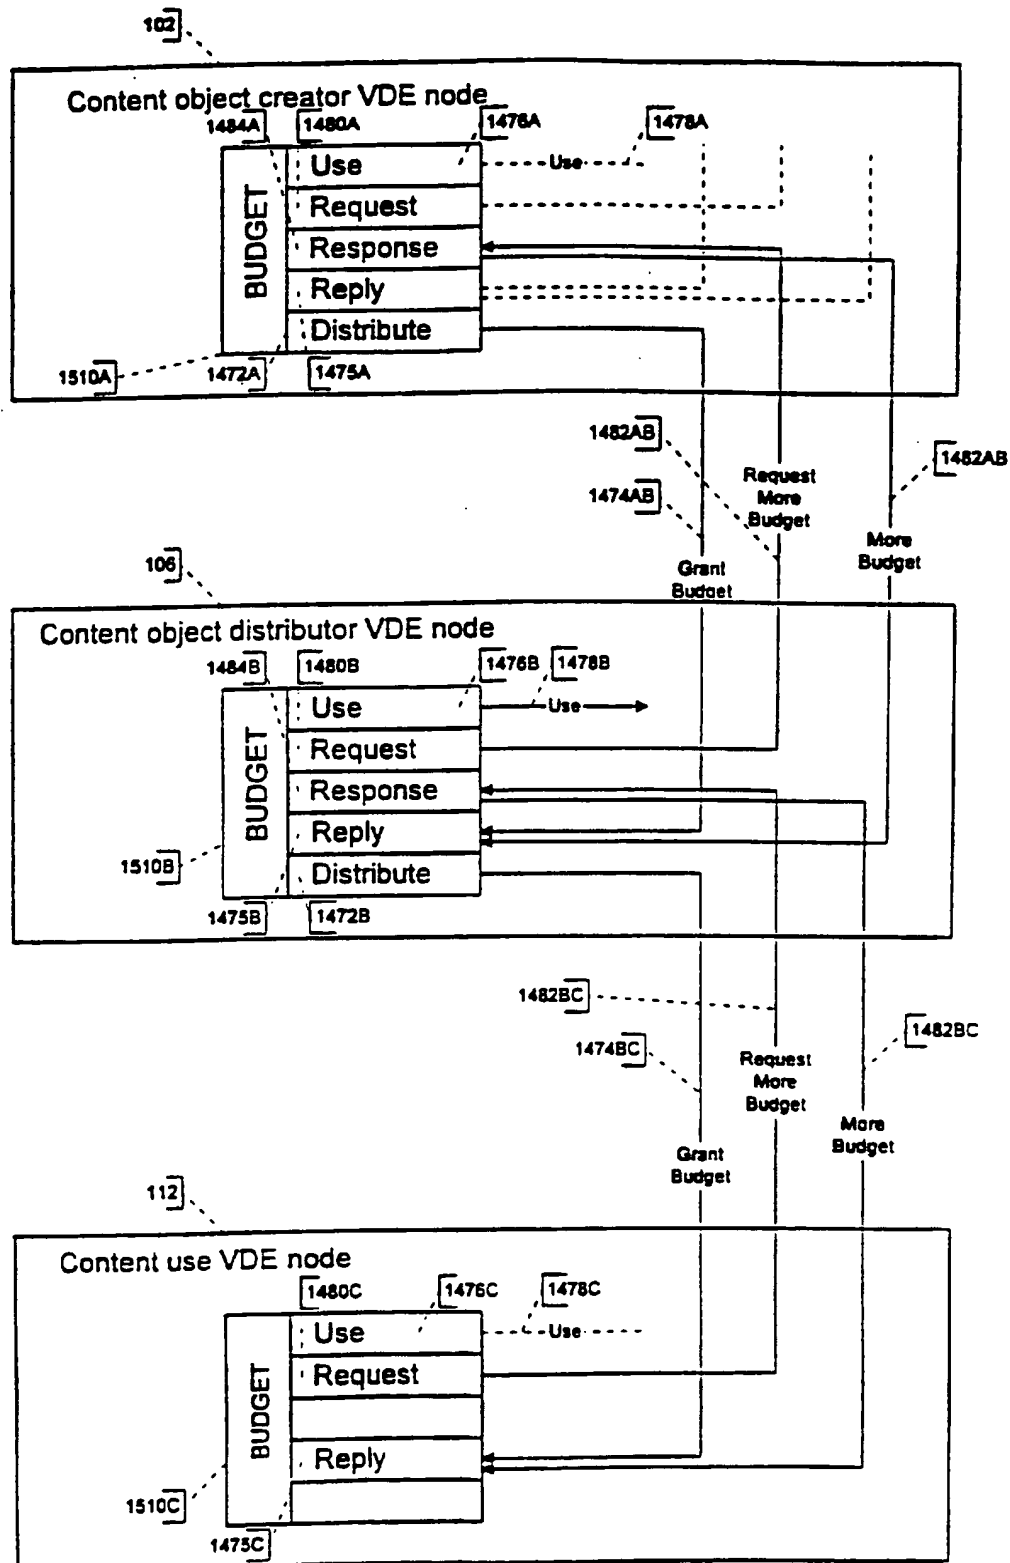 102
Content object creator VDE node
1484A
1480A
1476A
1478A
BUDGET
Use
Use
Request
Response
Reply
Distribute
1510A
1472A
1475A
1482AB
1482AB
Request
More
Budget
1474AB
More
Budget
Grant
Budget
106
Content object distributor VDE node
1484B
1480B
1476B
1478B
BUDGET
Use
Use
Request
Response
Reply
Distribute
1510B
1475B
1472B
1482BC
1482BC
1474BC
Request
More
Budget
More
Budget
Grant
Budget
112
Content use VDE node
1480C
1476C
1478C
BUDGET
Use
Use
Request
Reply
1510C
1475C